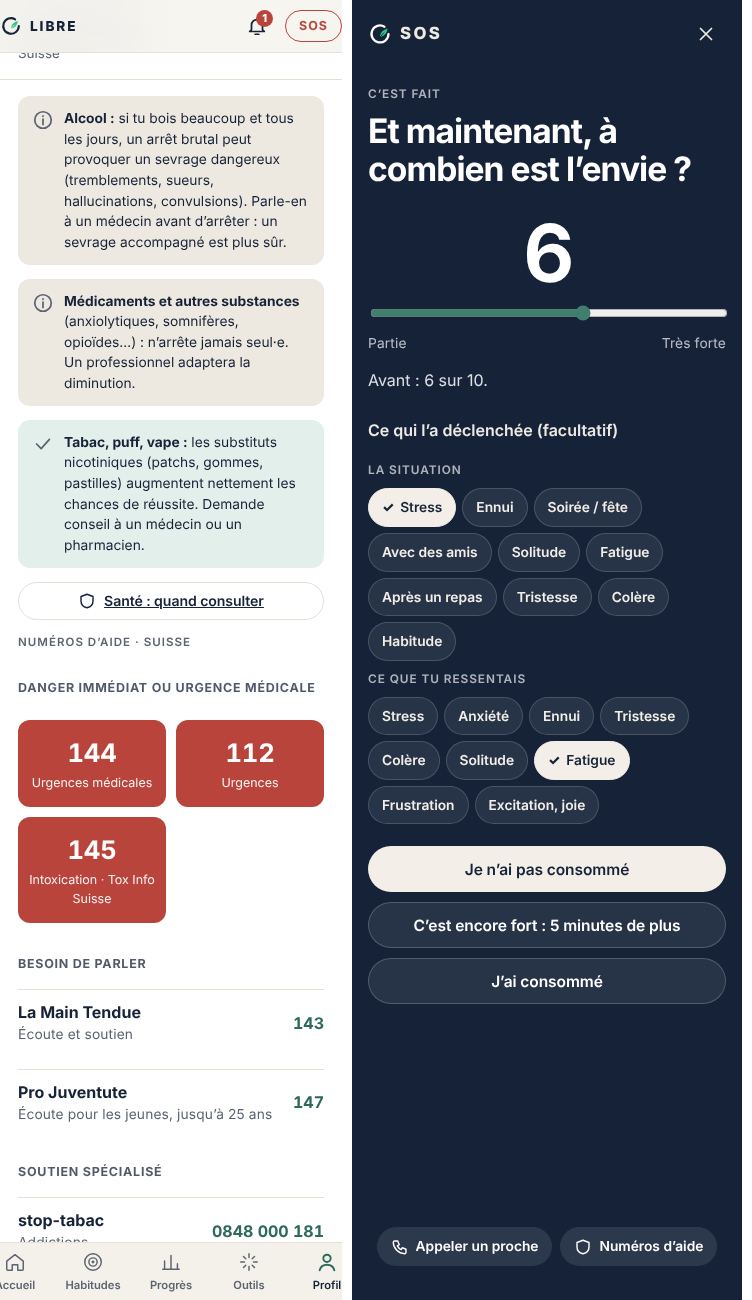 LIBRE
1
SOS
Suisse
Alcool : si tu bois beaucoup et tous
les jours, un arrêt brutal peut
provoquer un sevrage dangereux
(tremblements, sueurs,
hallucinations, convulsions). Parle-en
à un médecin avant d’arrêter : un
sevrage accompagné est plus sûr.
Médicaments et autres substances
(anxiolytiques, somnifères,
opioïdes…) : n’arrête jamais seul·e.
Un professionnel adaptera la
diminution.
Tabac, puff, vape : les substituts
nicotiniques (patchs, gommes,
pastilles) augmentent nettement les
chances de réussite. Demande
conseil à un médecin ou un
pharmacien.
Santé : quand consulter
NUMÉROS D’AIDE · SUISSE
DANGER IMMÉDIAT OU URGENCE MÉDICALE
144
Urgences médicales
112
Urgences
145
Intoxication · Tox Info
Suisse
BESOIN DE PARLER
La Main Tendue
Écoute et soutien
143
Pro Juventute
Écoute pour les jeunes, jusqu’à 25 ans
147
SOUTIEN SPÉCIALISÉ
stop-tabac
0848 000 181
Addictions
Accueil
Habitudes
Progrès
Outils
Profil
SOS
C’EST FAIT
Et maintenant, à
combien est l’envie ?
6
Partie
Très forte
Avant : 6 sur 10.
Ce qui l’a déclenchée (facultatif)
LA SITUATION
Stress
Ennui
Soirée / fête
Avec des amis
Solitude
Fatigue
Après un repas
Tristesse
Colère
Habitude
CE QUE TU RESSENTAIS
Stress
Anxiété
Ennui
Tristesse
Colère
Solitude
Fatigue
Frustration
Excitation, joie
Je n’ai pas consommé
C’est encore fort : 5 minutes de plus
J’ai consommé
Appeler un proche
Numéros d’aide